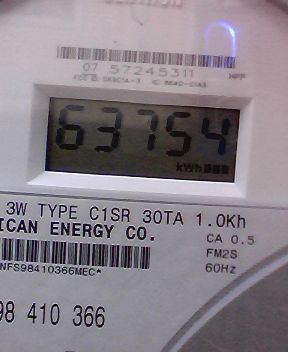 07 57245311
63754
kWh
3W TYPE C1SR 30TA 1.0Kh
ICAN ENERGY CO.
CA 0.5
FM2S
60Hz
NFS98410366MEC*
98 410 366